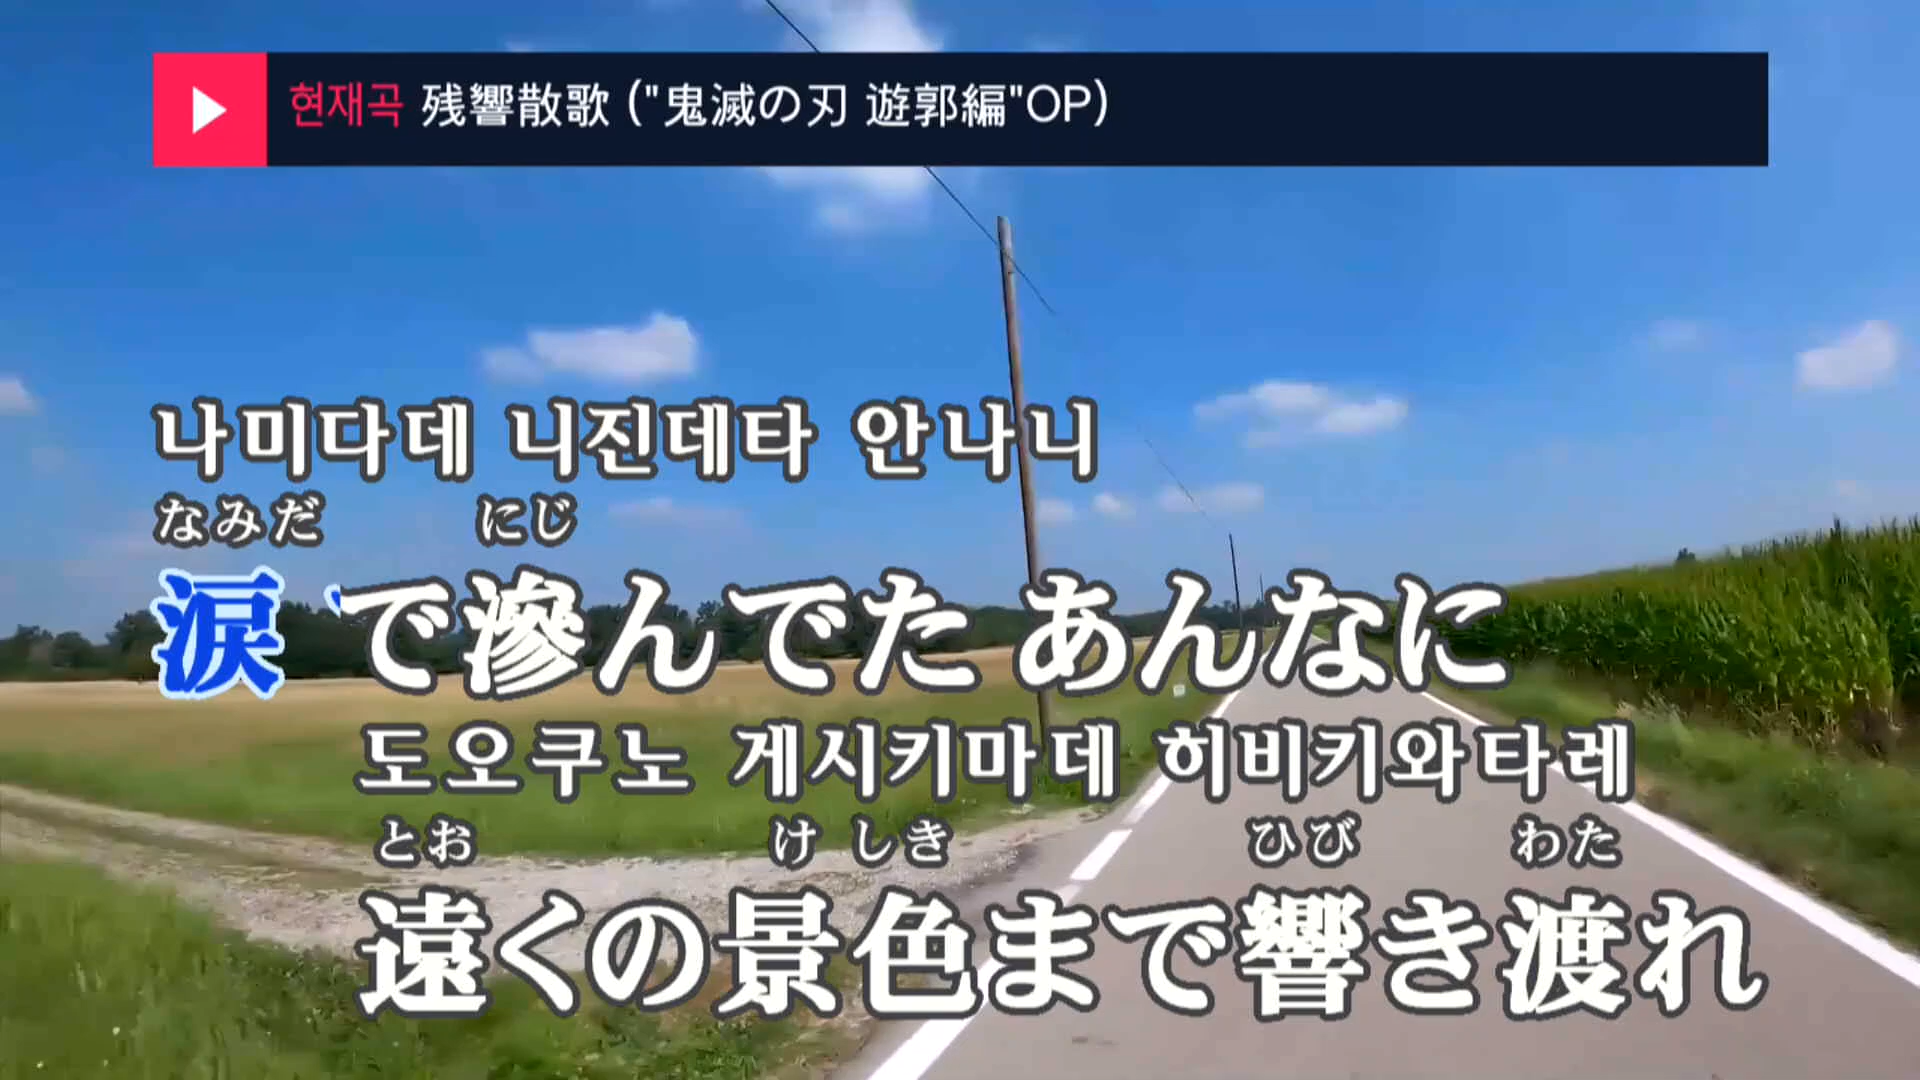 현재곡 残響散歌 ("鬼滅の刃 遊郭編"OP)
나미다데 니진데타 안나니
なみだ にじ
涙で滲んでた あんなに
도오쿠노 게시키마데 히비키와타레
とお けしき ひび わた
遠くの景色まで響き渡れ